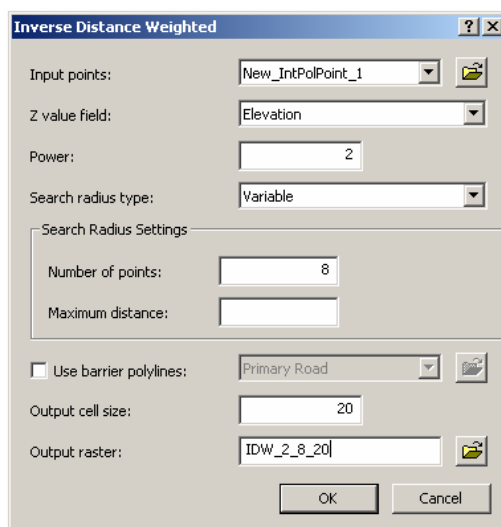 Inverse Distance Weighted
Input points: New_IntPolPoint_1
Z value field: Elevation
Power: 2
Search radius type: Variable
Search Radius Settings
Number of points: 8
Maximum distance:
Use barrier polylines: Primary Road
Output cell size: 20
Output raster: IDW_2_8_20
OK Cancel